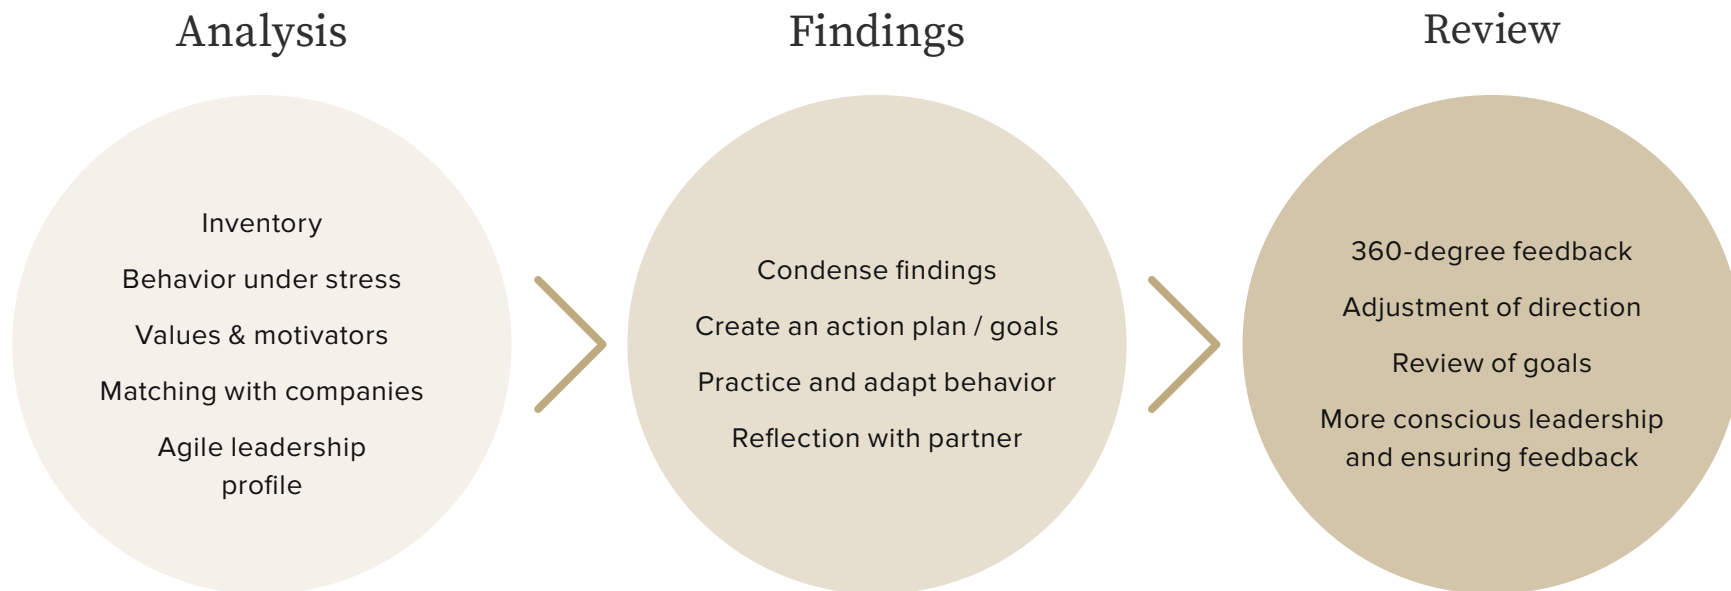 Analysis
Inventory
Behavior under stress
Values & motivators
Matching with companies
Agile leadership
profile
Findings
Condense findings
Create an action plan / goals
Practice and adapt behavior
Reflection with partner
Review
360-degree feedback
Adjustment of direction
Review of goals
More conscious leadership
and ensuring feedback